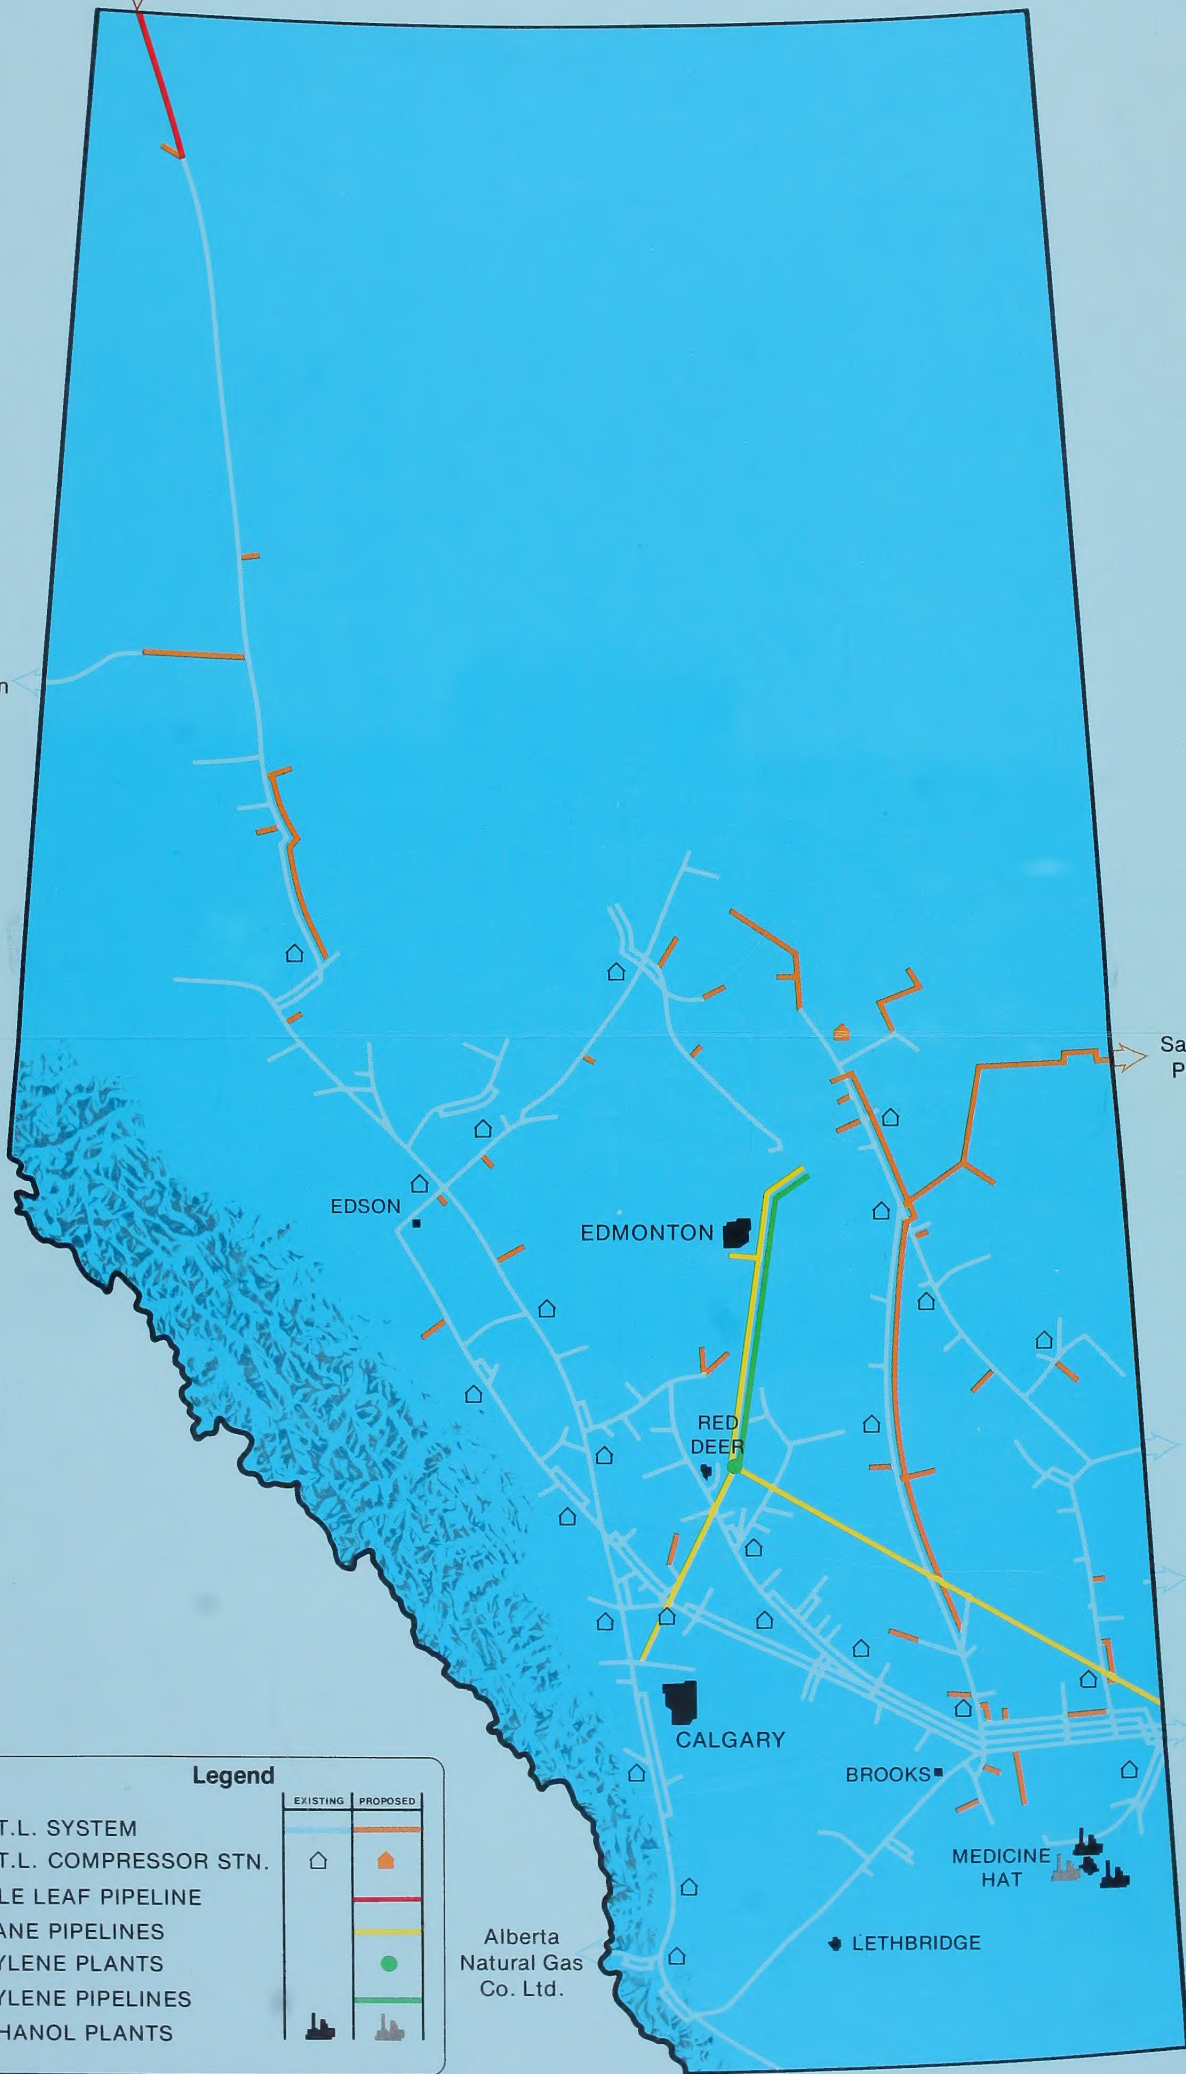 n
Sa
P
EDSON
EDMONTON
RED
DEER
CALGARY
BROOKS
MEDICINE
HAT
LETHBRIDGE
Alberta
Natural Gas
Co. Ltd.
Legend
EXISTING PROPOSED
T.L. SYSTEM
T.L. COMPRESSOR STN.
LE LEAF PIPELINE
ANE PIPELINES
YLENE PLANTS
YLENE PIPELINES
HANOL PLANTS